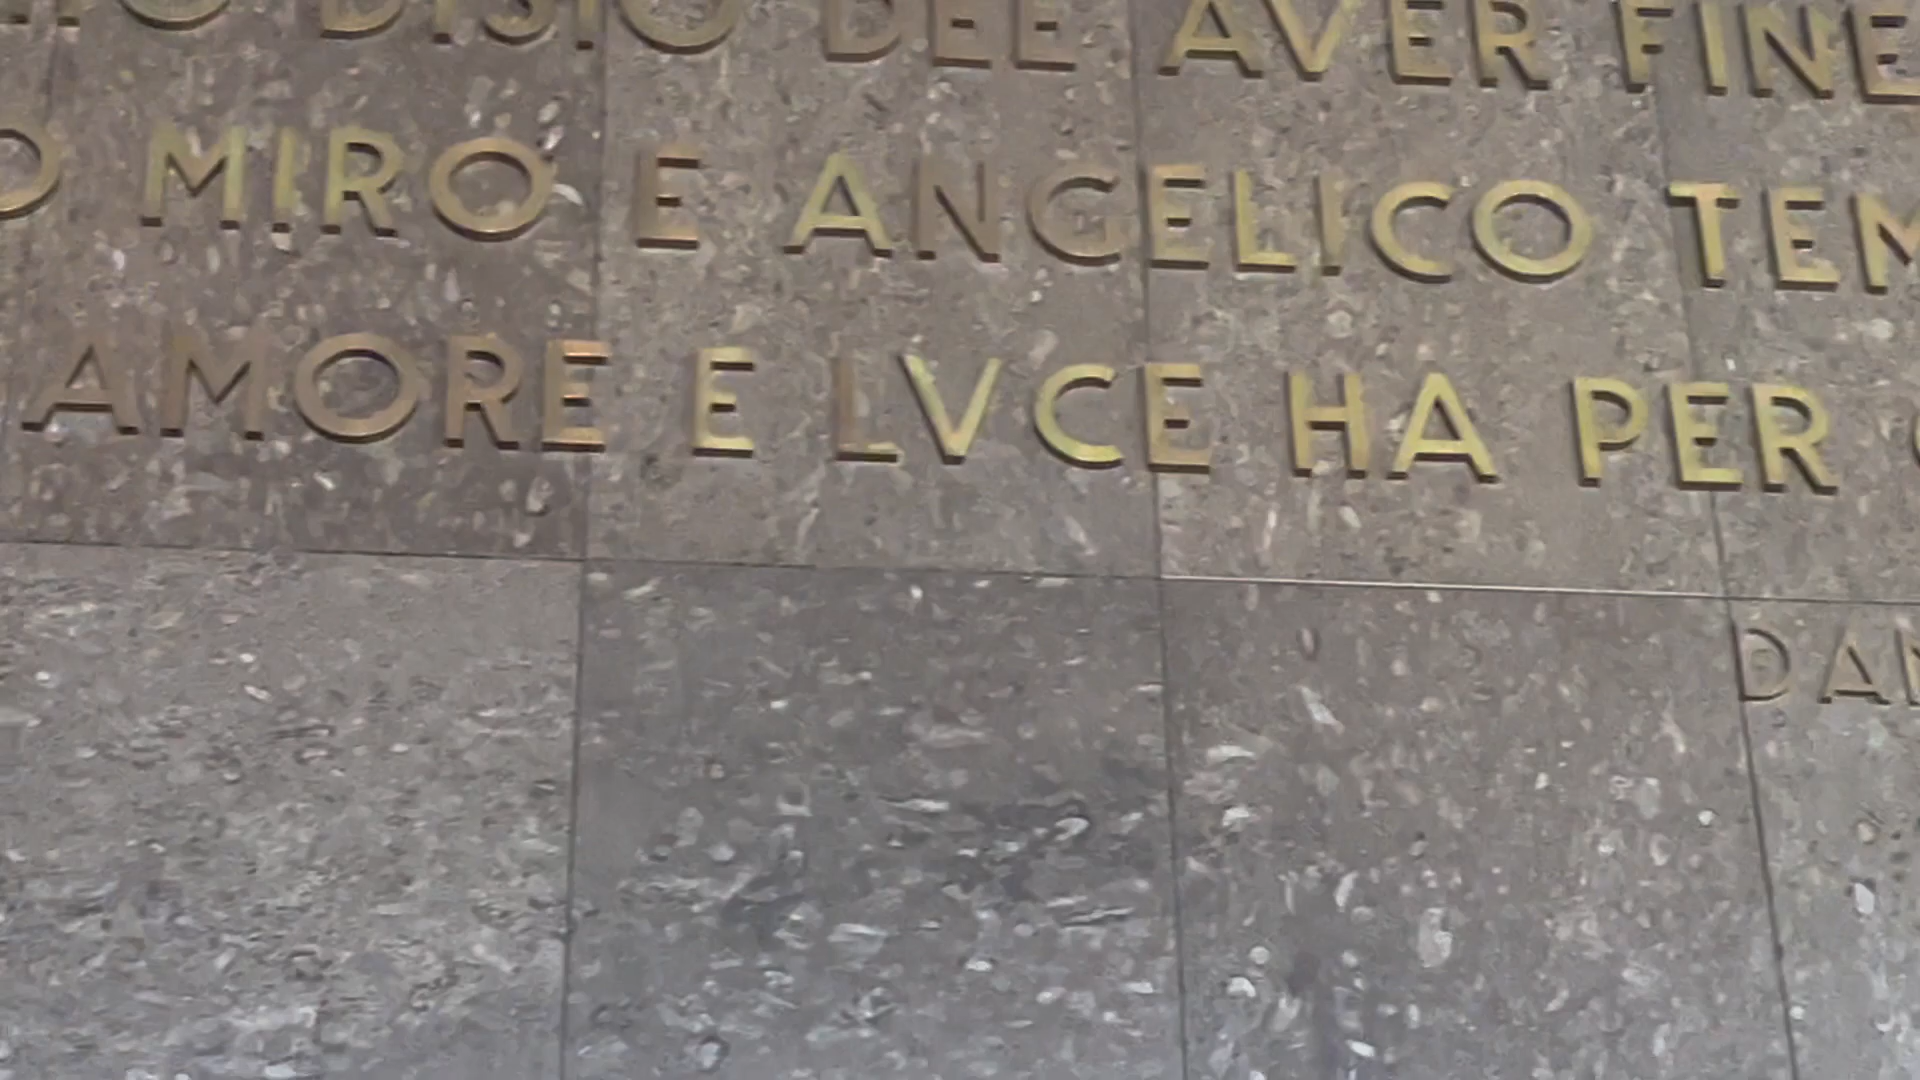 DISIO DEE AVER FINE
MIRO E ANGELICO TEM
AMORE E LVCE HA PER
DAN